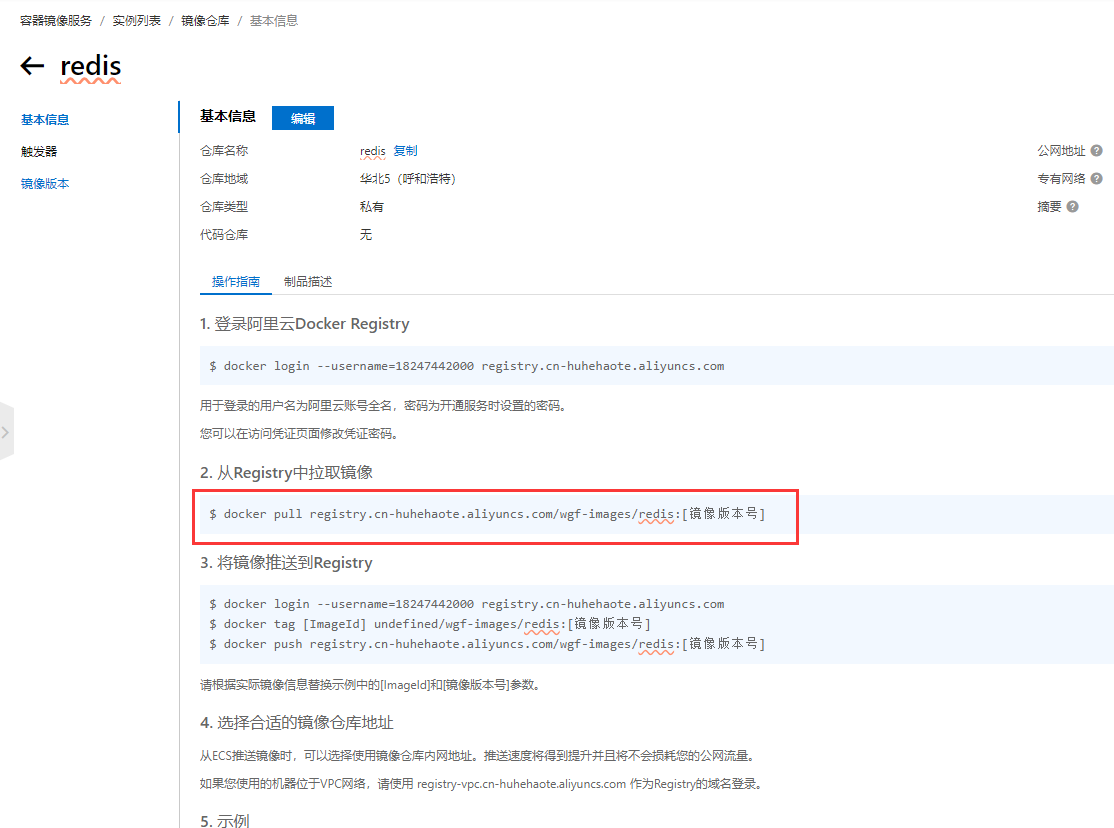 容器镜像服务 / 实例列表 / 镜像仓库 / 基本信息
redis
基本信息
触发器
镜像版本
基本信息 编辑
仓库名称 redis 复制 公网地址
仓库地域 华北5（呼和浩特） 专有网络
仓库类型 私有 摘要
代码仓库 无
操作指南 制品描述
1. 登录阿里云Docker Registry
$ docker login --username=18247442000 registry.cn-huhehaote.aliyuncs.com
用于登录的用户名为阿里云账号全名，密码为开通服务时设置的密码。
您可以在访问凭证页面修改凭证密码。
2. 从Registry中拉取镜像
$ docker pull registry.cn-huhehaote.aliyuncs.com/wgf-images/redis:[镜像版本号]
3. 将镜像推送到Registry
$ docker login --username=18247442000 registry.cn-huhehaote.aliyuncs.com
$ docker tag [ImageId] undefined/wgf-images/redis:[镜像版本号]
$ docker push registry.cn-huhehaote.aliyuncs.com/wgf-images/redis:[镜像版本号]
请根据实际镜像信息替换示例中的[ImageId]和[镜像版本号]参数。
4. 选择合适的镜像仓库地址
从ECS推送镜像时，可以选择使用镜像仓库内网地址。推送速度将得到提升并且将不会损耗您的公网流量。
如果您使用的机器位于VPC网络，请使用 registry-vpc.cn-huhehaote.aliyuncs.com 作为Registry的域名登录。
5. 示例